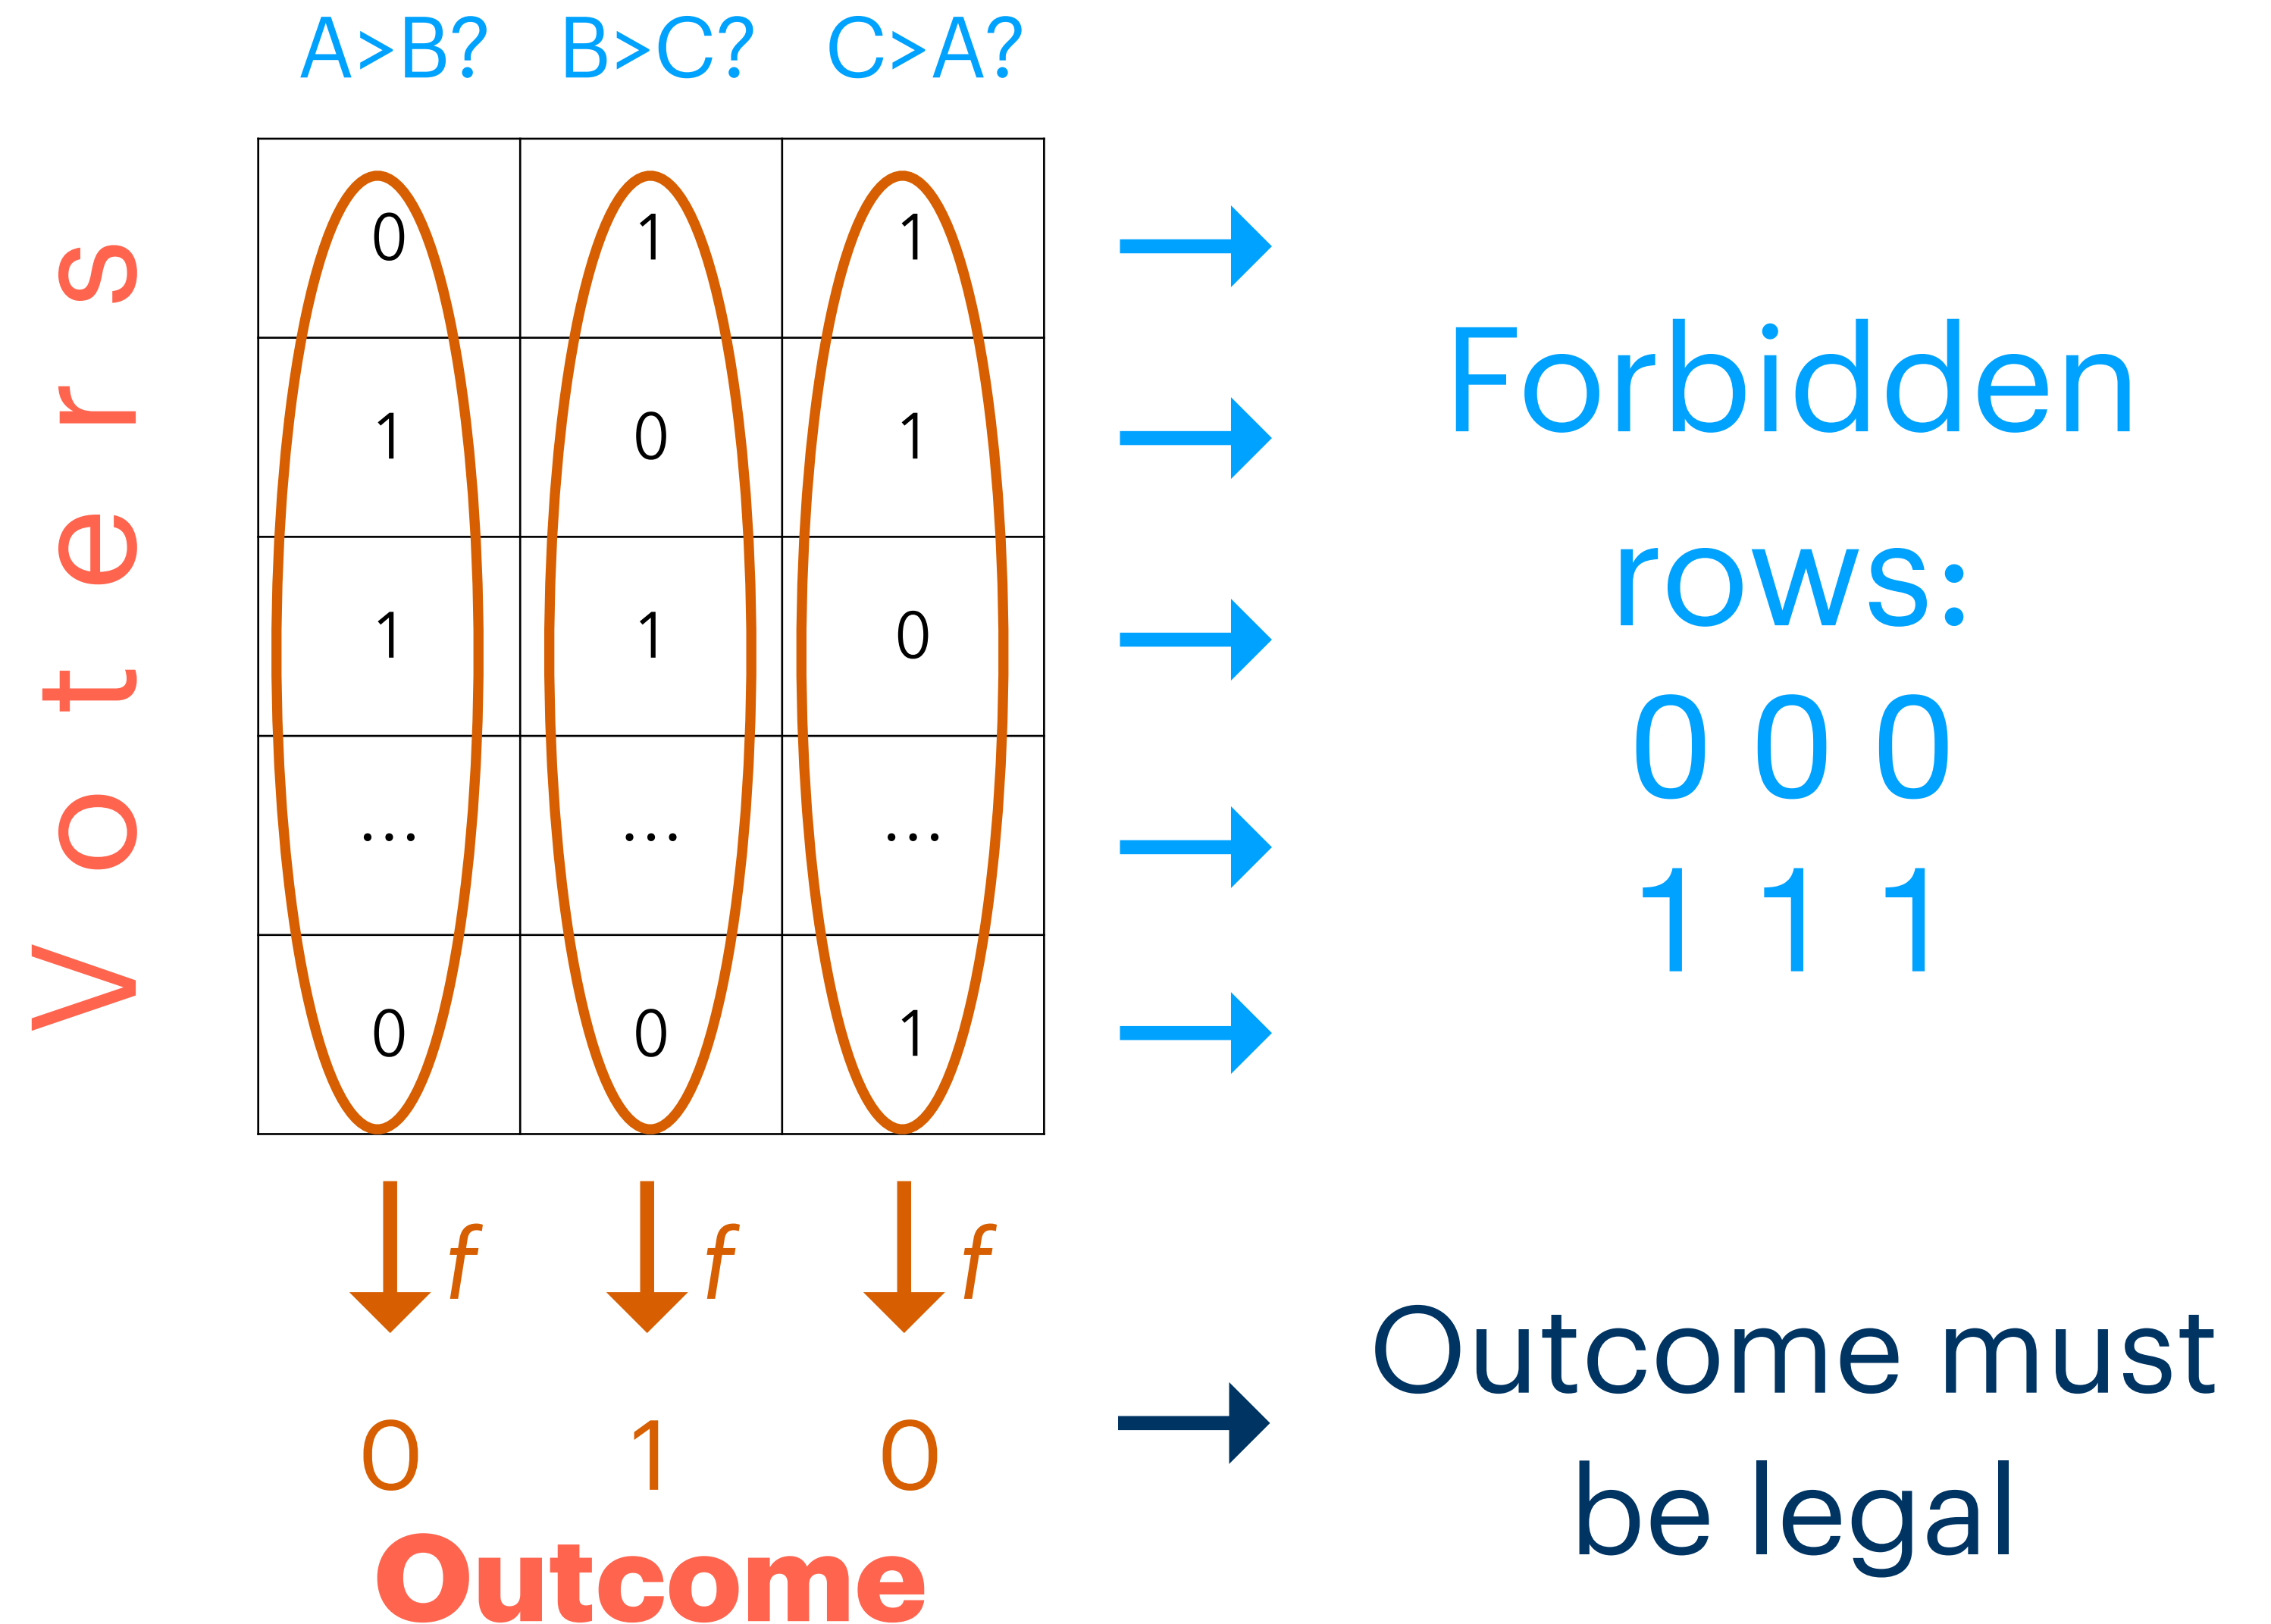 A>B? B>C? C>A?
Voters
0 1 1
1 0 1
1 1 0
... ... ...
0 0 1
Forbidden
rows:
0 0 0
1 1 1
f f f
0 1 0
Outcome
Outcome must
be legal